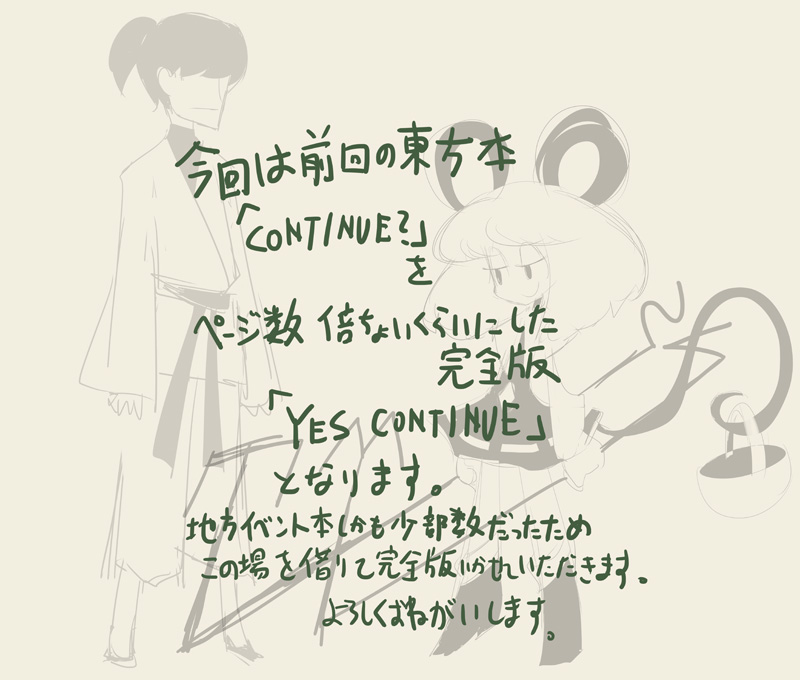 今回は前回の東方本
「CONTINUE?」
を
ページ数 倍ちょいくらいにした
完全版
「YES CONTINUE」
となります。
地方イベント本しかも少部数だったため
この場を借りて完全版いかせいただきます。
よろしくおねがいします。